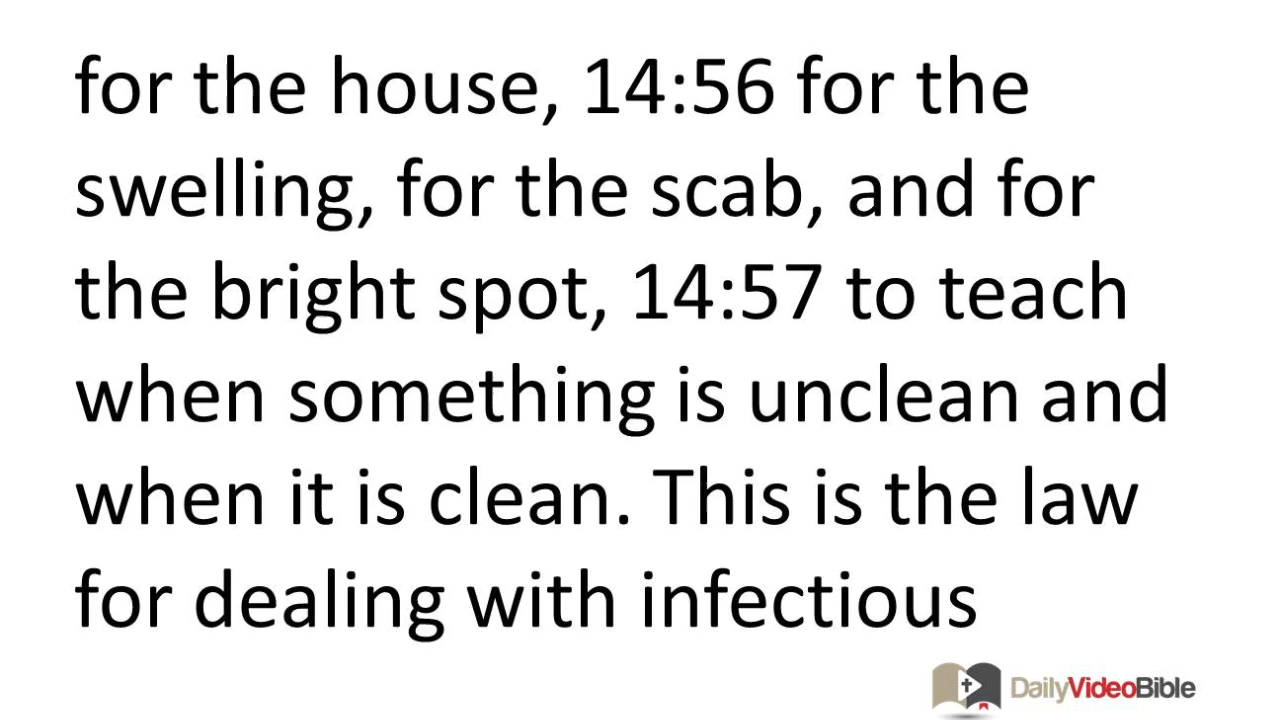 for the house, 14:56 for the
swelling, for the scab, and for
the bright spot, 14:57 to teach
when something is unclean and
when it is clean. This is the law
for dealing with infectious
DailyVideoBible